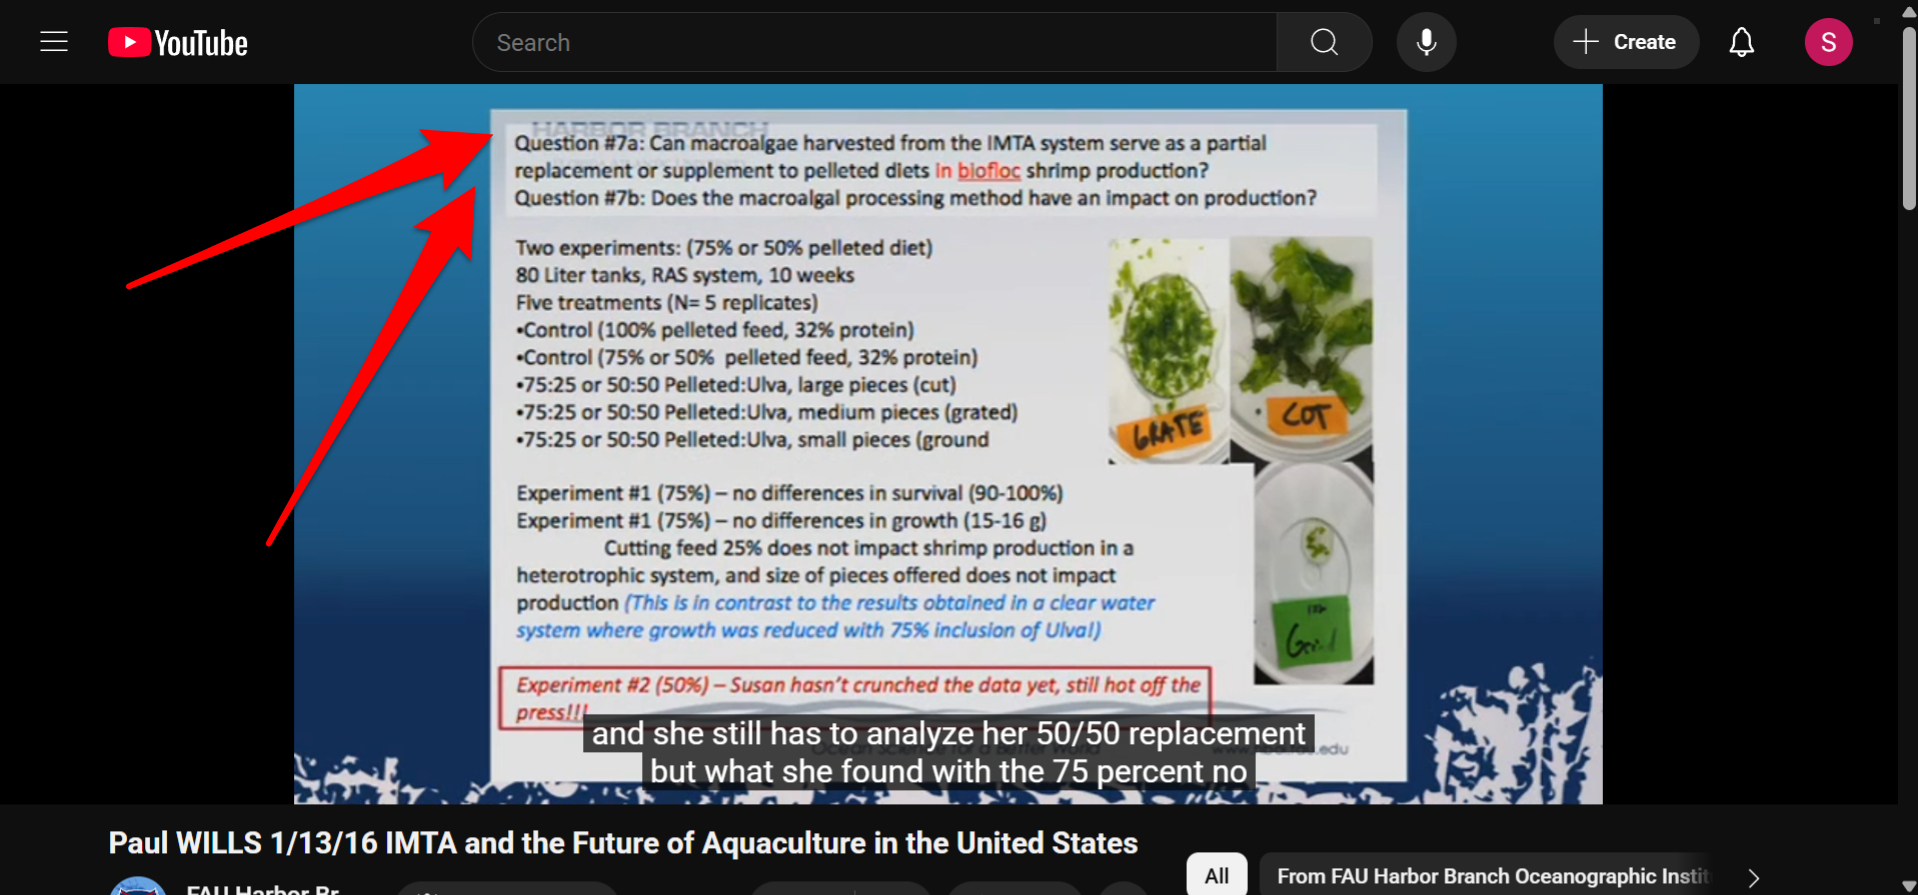 YouTube
Search
Create
S
HARBOR BRANCH
Question #7a: Can macroalgae harvested from the IMTA system serve as a partial
replacement or supplement to pelleted diets in biofloc shrimp production?
Question #7b: Does the macroalgal processing method have an impact on production?
Two experiments: (75% or 50% pelleted diet)
80 Liter tanks, RAS system, 10 weeks
Five treatments (N= 5 replicates)
•Control (100% pelleted feed, 32% protein)
•Control (75% or 50% pelleted feed, 32% protein)
•75:25 or 50:50 Pelleted:Ulva, large pieces (cut)
•75:25 or 50:50 Pelleted:Ulva, medium pieces (grated)
•75:25 or 50:50 Pelleted:Ulva, small pieces (ground
GRATE
CUT
Experiment #1 (75%) – no differences in survival (90-100%)
Experiment #1 (75%) – no differences in growth (15-16 g)
Cutting feed 25% does not impact shrimp production in a
heterotrophic system, and size of pieces offered does not impact
production (This is in contrast to the results obtained in a clear water
system where growth was reduced with 75% inclusion of Ulva!)
Experiment #2 (50%) – Susan hasn't crunched the data yet, still hot off the
press!!!
and she still has to analyze her 50/50 replacement
but what she found with the 75 percent no
Ocean Science for a Better World
Paul WILLS 1/13/16 IMTA and the Future of Aquaculture in the United States
FAU Harbor Br
All
From FAU Harbor Branch Oceanographic Instit